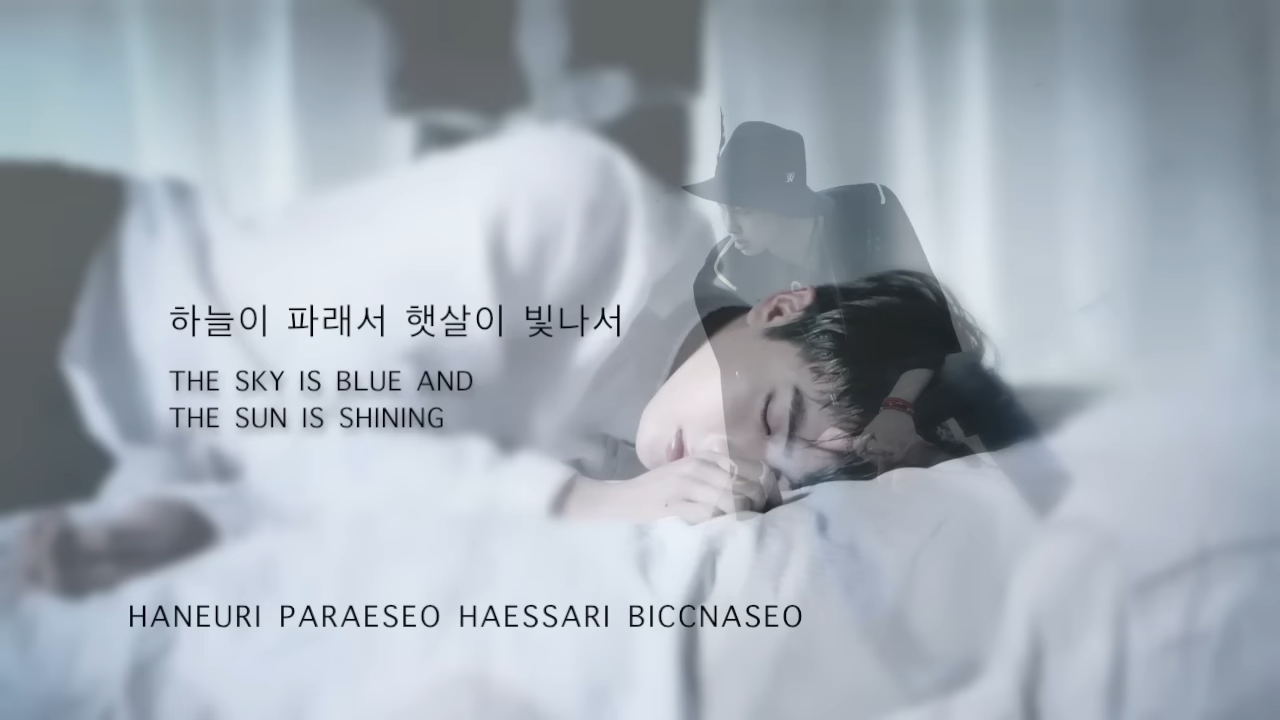 하늘이 파래서 햇살이 빛나서
THE SKY IS BLUE AND
THE SUN IS SHINING
HANEURI PARAESEO HAESSARI BICCNASEO